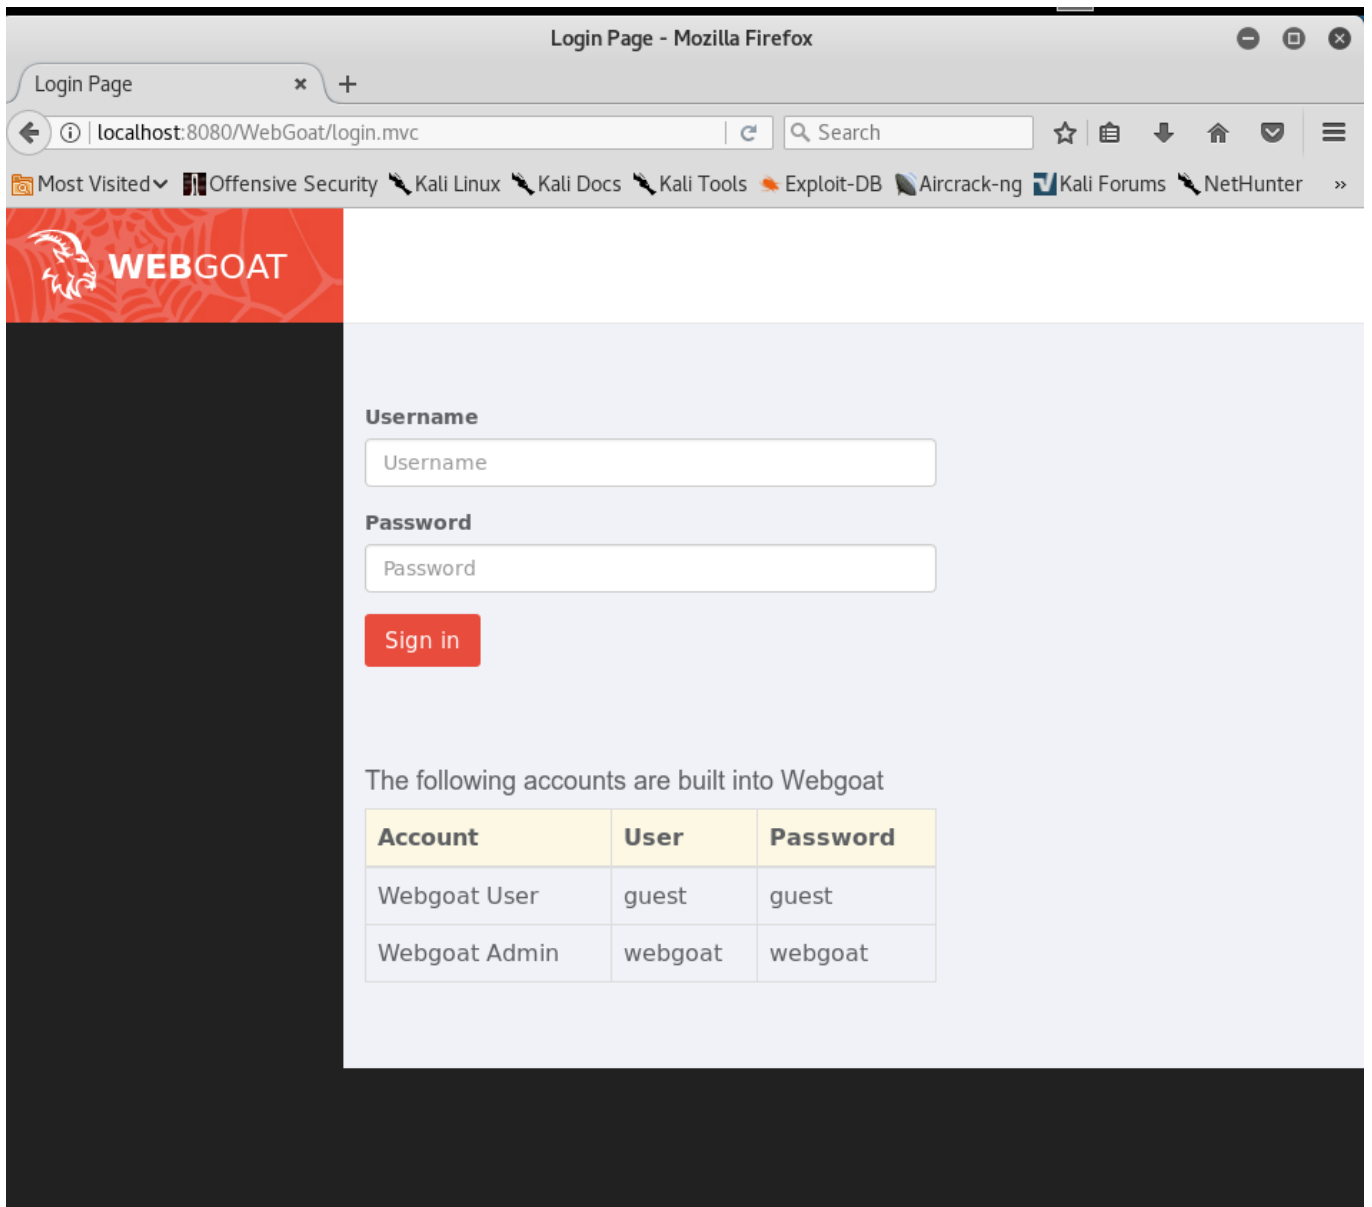 Login Page - Mozilla Firefox
Login Page
localhost:8080/WebGoat/login.mvc
Search
Most Visited Offensive Security Kali Linux Kali Docs Kali Tools Exploit-DB Aircrack-ng Kali Forums NetHunter »
WEBGOAT
Username
Username
Password
Password
Sign in
The following accounts are built into Webgoat
Account User Password
Webgoat User guest guest
Webgoat Admin webgoat webgoat